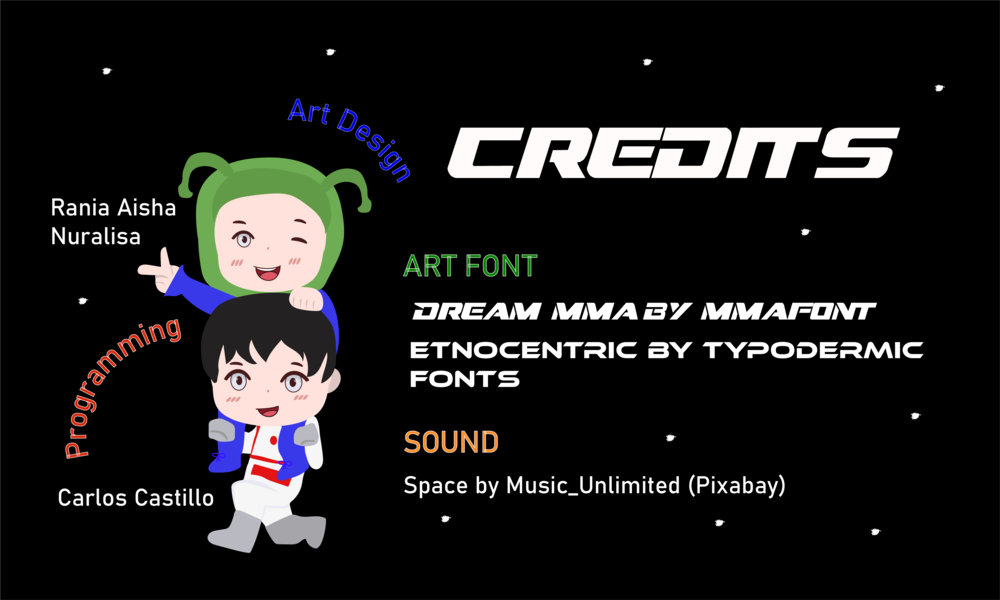 CREDITS
Art Design
Rania Aisha
Nuralisa
Programming
Carlos Castillo
ART FONT
DREAM MMA BY MMAFONT
ETNOCENTRIC BY TYPODERMIC
FONTS
SOUND
Space by Music_Unlimited (Pixabay)